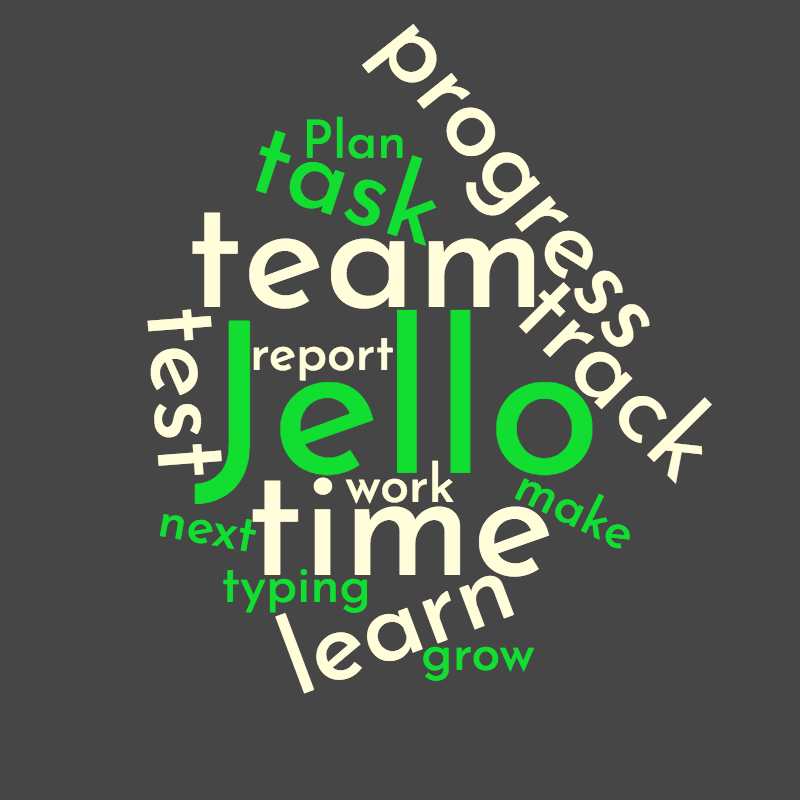 progress
Plan
task
team
track
test
report
Jello
work
make
next
time
typing
learn
grow